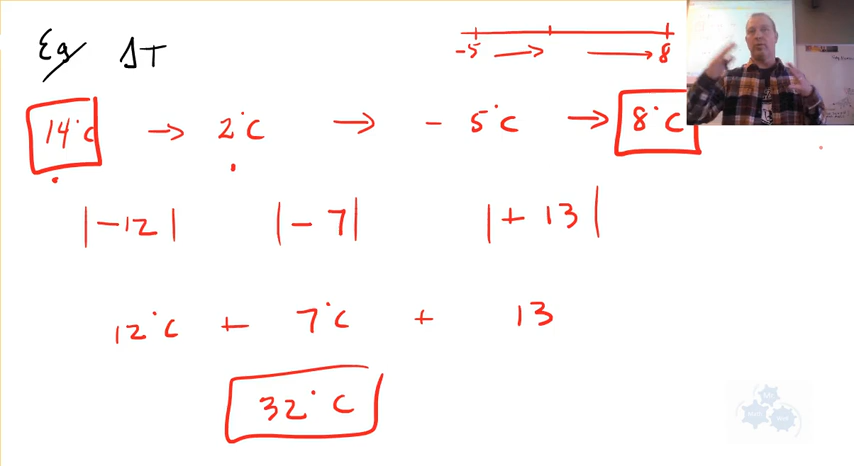 Eg ΔT
-5 → → 8
14°C → 2°C → - 5°C → 8°C
|-12| |- 7| |+ 13|
12°C + 7°C + 13
32°C